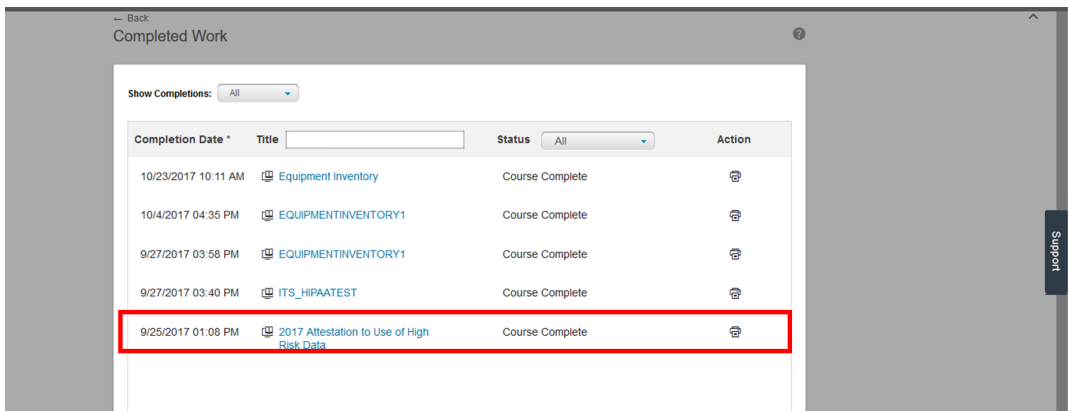 ← Back
Completed Work
Show Completions: All
Completion Date * Title Status All Action
10/23/2017 10:11 AM Equipment Inventory Course Complete
10/4/2017 04:35 PM EQUIPMENTINVENTORY1 Course Complete
9/27/2017 03:58 PM EQUIPMENTINVENTORY1 Course Complete
9/27/2017 03:40 PM ITS_HIPAATEST Course Complete
9/25/2017 01:08 PM 2017 Attestation to Use of High Course Complete
Risk Data
Support